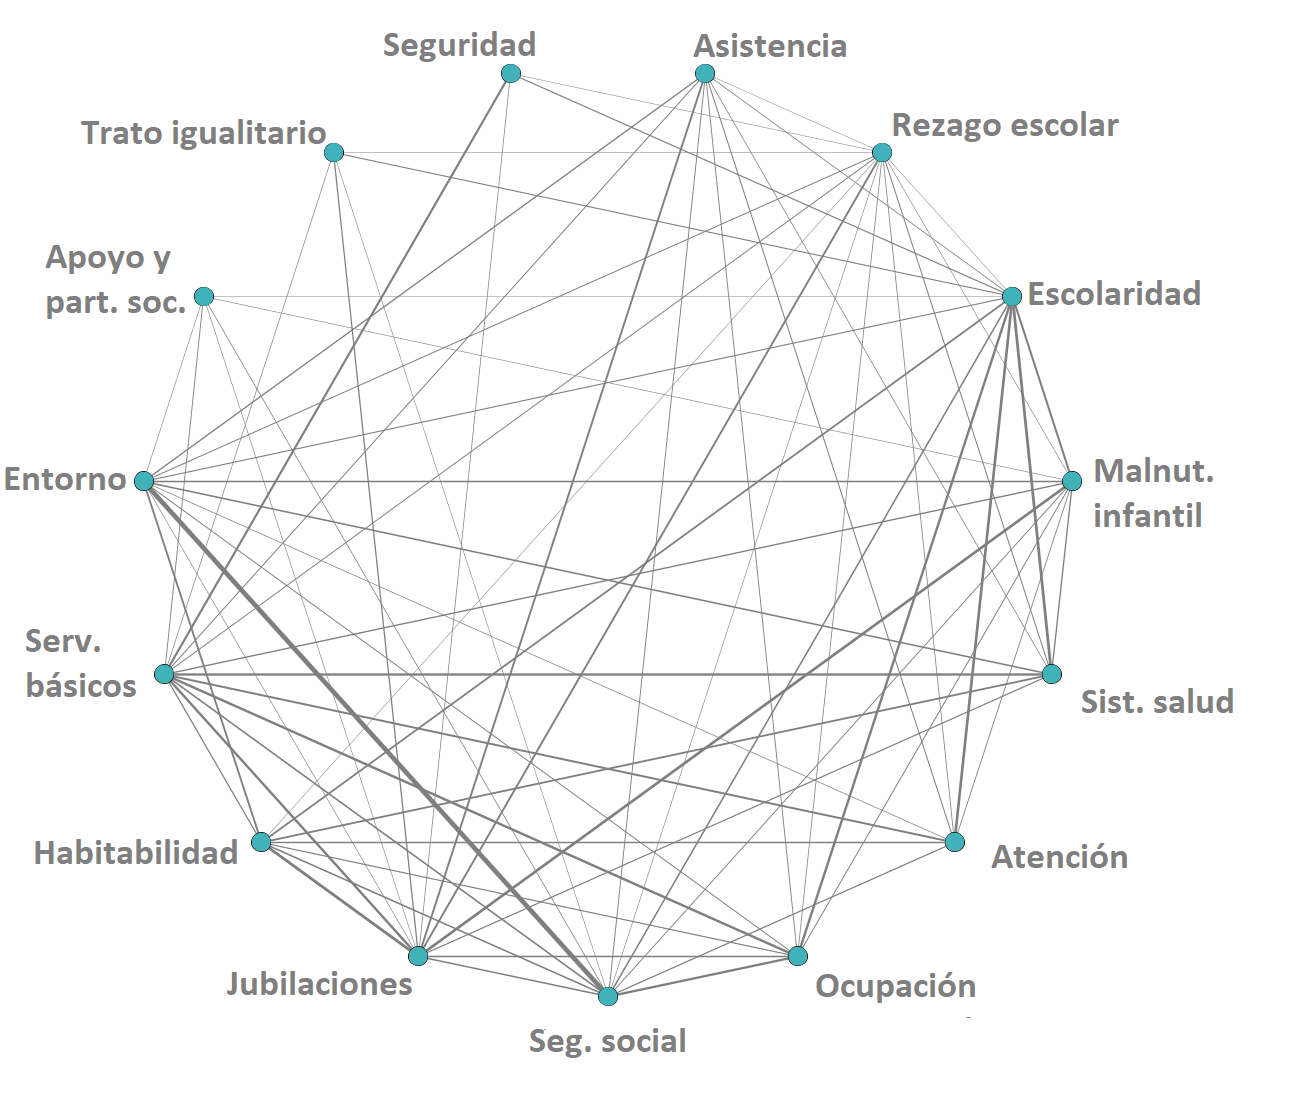 Seguridad
Asistencia
Trato igualitario
Rezago escolar
Apoyo y
part. soc.
Escolaridad
Entorno
Malnut.
infantil
Serv.
básicos
Sist. salud
Habitabilidad
Atención
Jubilaciones
Ocupación
Seg. social